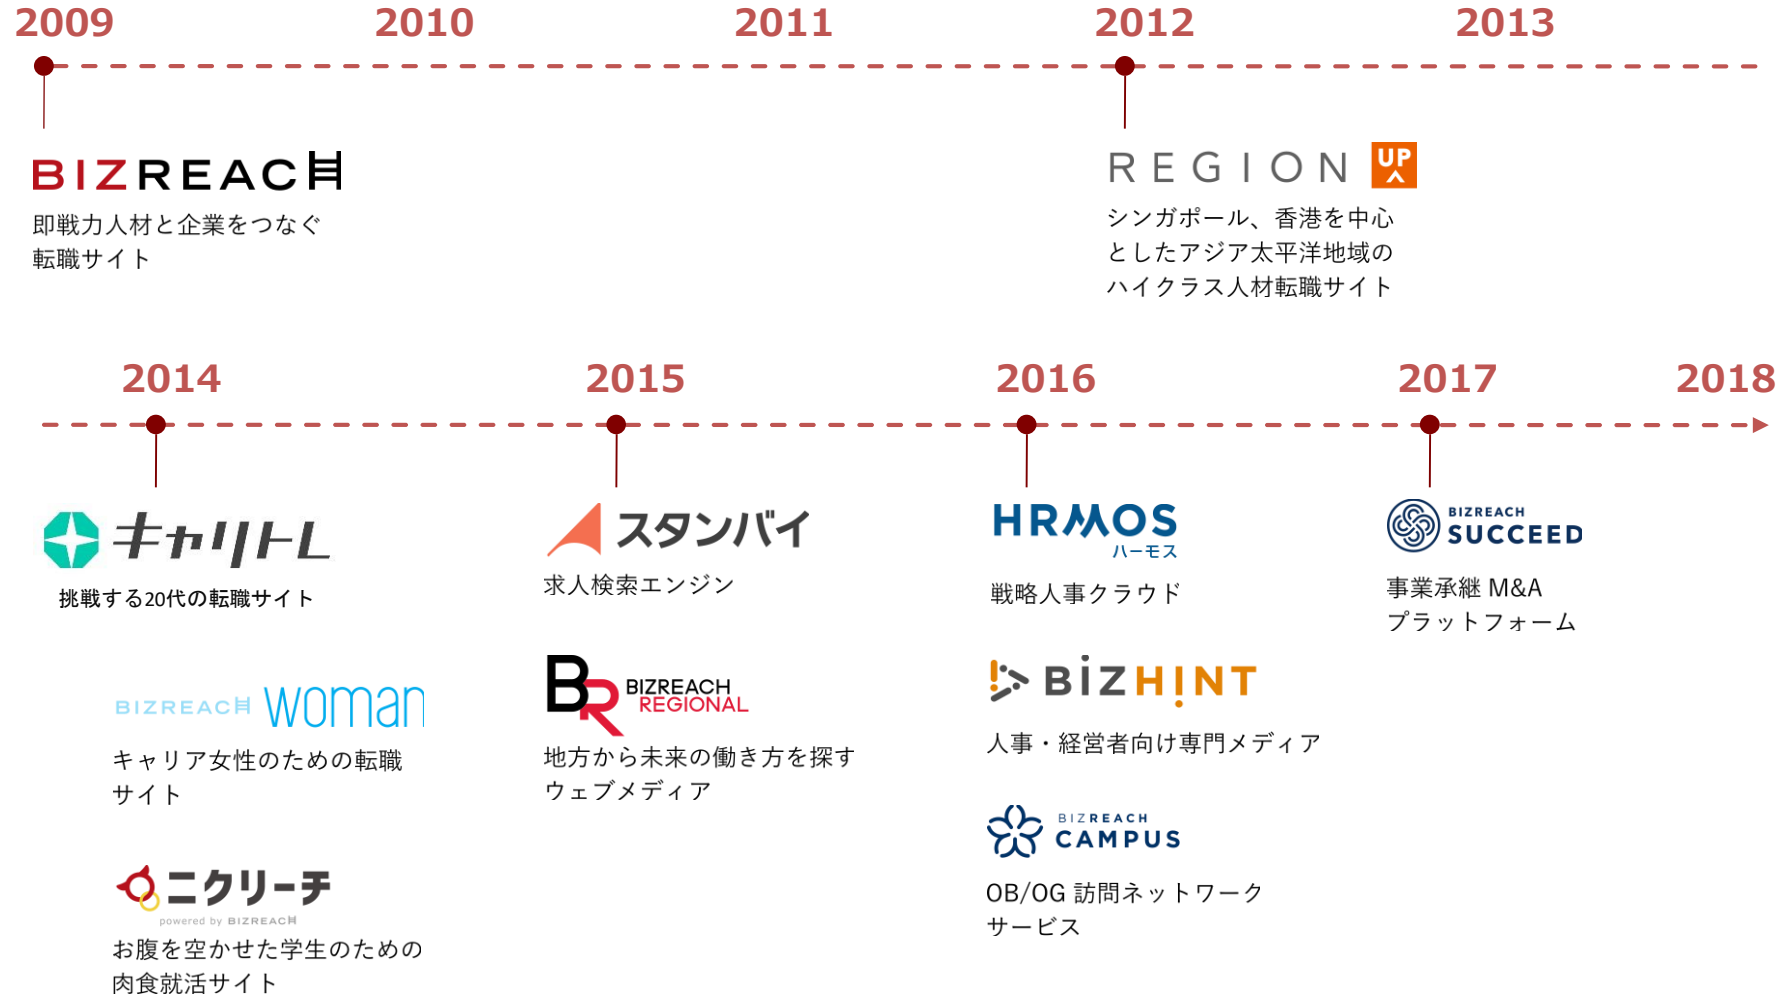 2009 2010 2011 2012 2013
BIZREACH
即戦力人材と企業をつなぐ
転職サイト
REGION UP
シンガポール、香港を中心
としたアジア太平洋地域の
ハイクラス人材転職サイト
2014 2015 2016 2017 2018
キャリトレ
挑戦する20代の転職サイト
BIZREACH woman
キャリア女性のための転職
サイト
ニクリーチ
powered by BIZREACH
お腹を空かせた学生のための
肉食就活サイト
スタンバイ
求人検索エンジン
BR BIZREACH
REGIONAL
地方から未来の働き方を探す
ウェブメディア
HRMOS
ハーモス
戦略人事クラウド
BIZHINT
人事・経営者向け専門メディア
BIZREACH
CAMPUS
OB/OG 訪問ネットワーク
サービス
BIZREACH
SUCCEED
事業承継 M&A
プラットフォーム